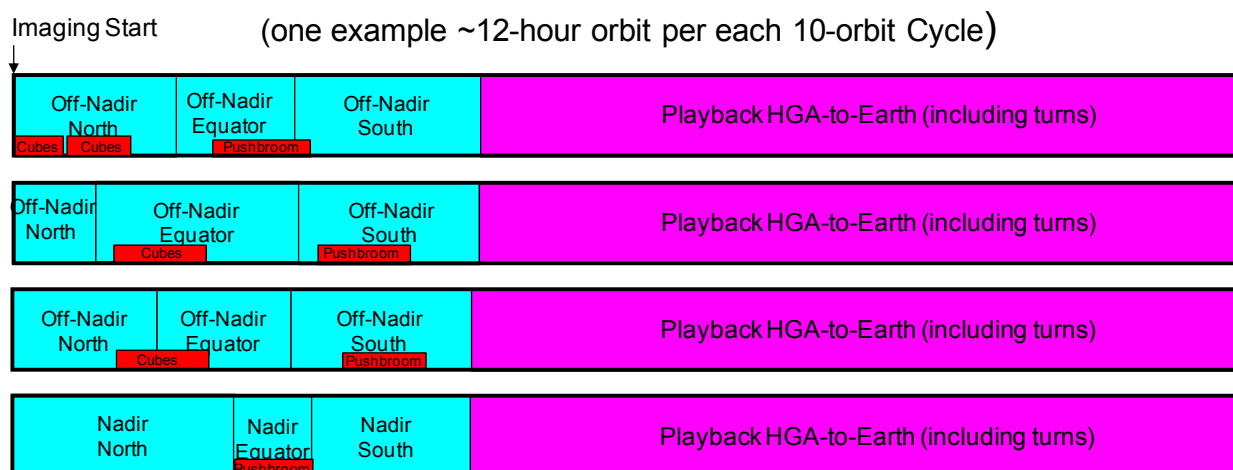 Imaging Start
(one example ~12-hour orbit per each 10-orbit Cycle)
Off-Nadir
North
Cubes
Cubes
Off-Nadir
Equator
Pushbroom
Off-Nadir
South
Playback HGA-to-Earth (including turns)
Off-Nadir
North
Off-Nadir
Equator
Cubes
Off-Nadir
South
Pushbroom
Playback HGA-to-Earth (including turns)
Off-Nadir
North
Cubes
Off-Nadir
Equator
Off-Nadir
South
Pushbroom
Playback HGA-to-Earth (including turns)
Nadir
North
Nadir
Equator
Pushbroom
Nadir
South
Playback HGA-to-Earth (including turns)